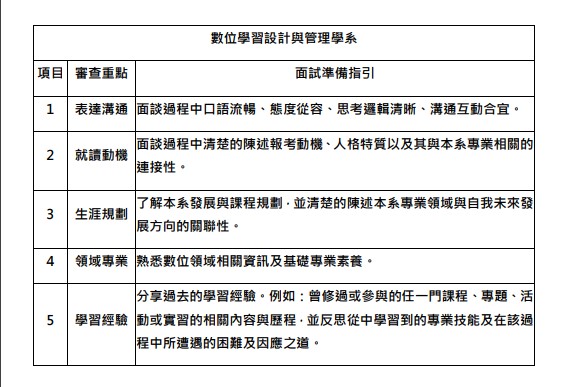 數位學習設計與管理學系
項目 審查重點 面試準備指引
1 表達溝通 面談過程中口語流暢、態度從容、思考邏輯清晰、溝通互動合宜。
2 就讀動機 面談過程中清楚的陳述報考動機、人格特質以及其與本系專業相關的
連接性。
3 生涯規劃 了解本系發展與課程規劃，並清楚的陳述本系專業領域與自我未來發
展方向的關聯性。
4 領域專業 熟悉數位領域相關資訊及基礎專業素養。
5 學習經驗 分享過去的學習經驗。例如：曾修過或參與的任一門課程、專題、活
動或實習的相關內容與歷程，並反思從中學習到的專業技能及在該過
程中所遭遇的困難及因應之道。